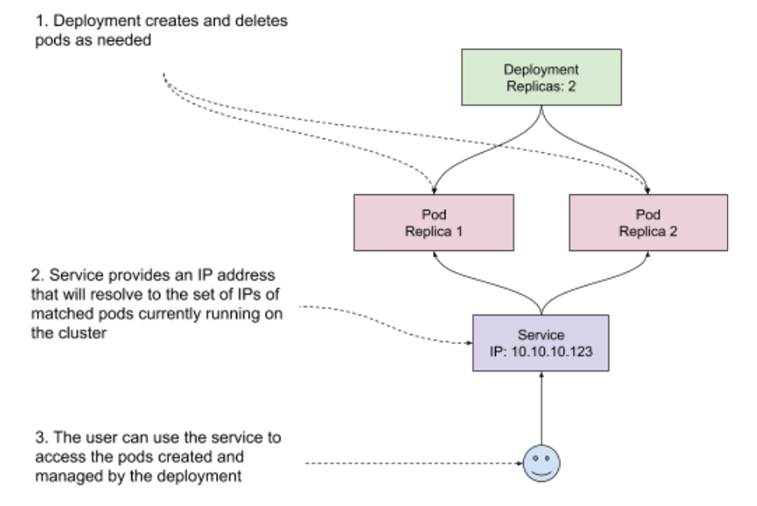 1. Deployment creates and deletes
pods as needed
Deployment
Replicas: 2
Pod
Replica 1
Pod
Replica 2
2. Service provides an IP address
that will resolve to the set of IPs of
matched pods currently running on
the cluster
Service
IP: 10.10.10.123
3. The user can use the service to
access the pods created and
managed by the deployment